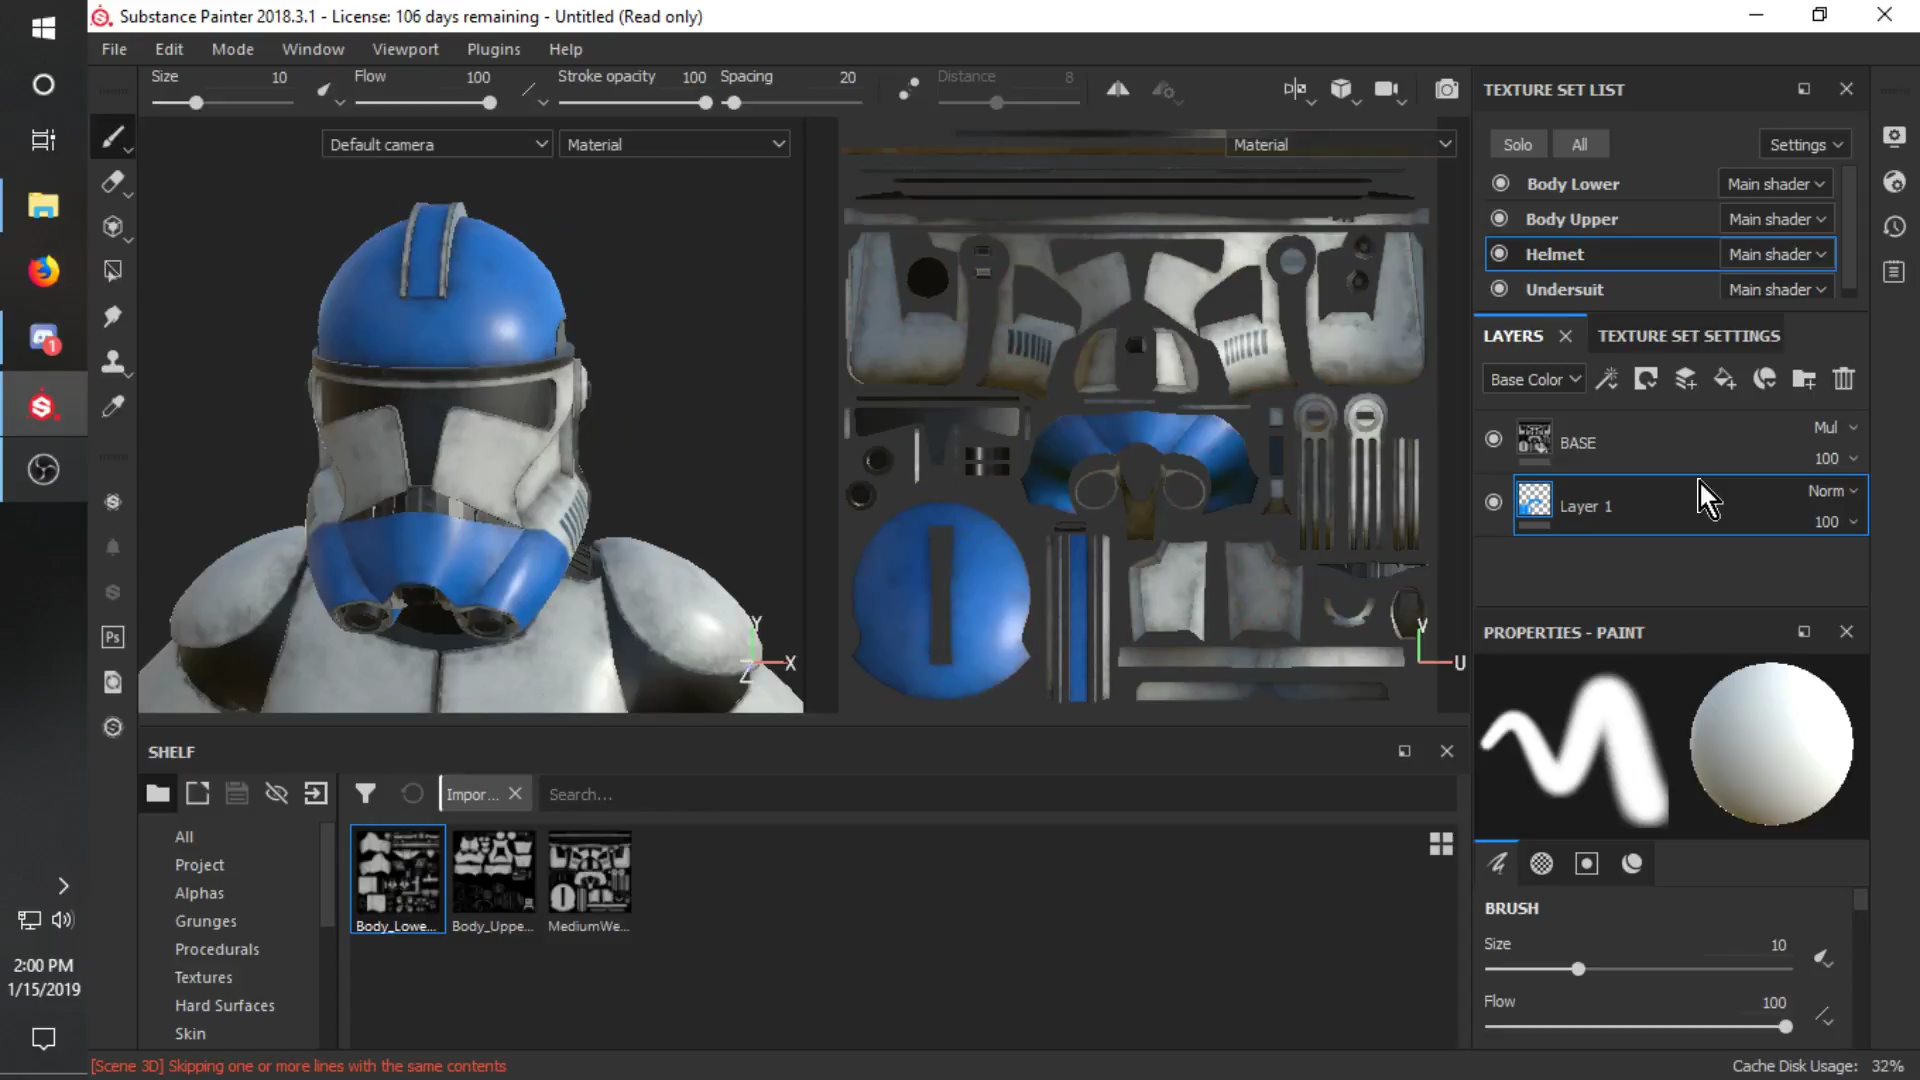 Substance Painter 2018.3.1 - License: 106 days remaining - Untitled (Read only)
File Edit Mode Window Viewport Plugins Help
Size 10 Flow 100 Stroke opacity 100 Spacing 20 Distance 8
Default camera Material Material
Y
X
Z
V
U
TEXTURE SET LIST
Solo All Settings
Body Lower Main shader
Body Upper Main shader
Helmet Main shader
Undersuit Main shader
LAYERS TEXTURE SET SETTINGS
Base Color
BASE Mul
100
Layer 1 Norm
100
PROPERTIES - PAINT
BRUSH
Size 10
Flow 100
SHELF
Impor... Search...
All
Project
Alphas
Grunges
Procedurals
Textures
Hard Surfaces
Skin
Body_Lowe... Body_Uppe... MediumWe...
Ps
1
2:00 PM
1/15/2019
[Scene 3D] Skipping one or more lines with the same contents
Cache Disk Usage: 32%